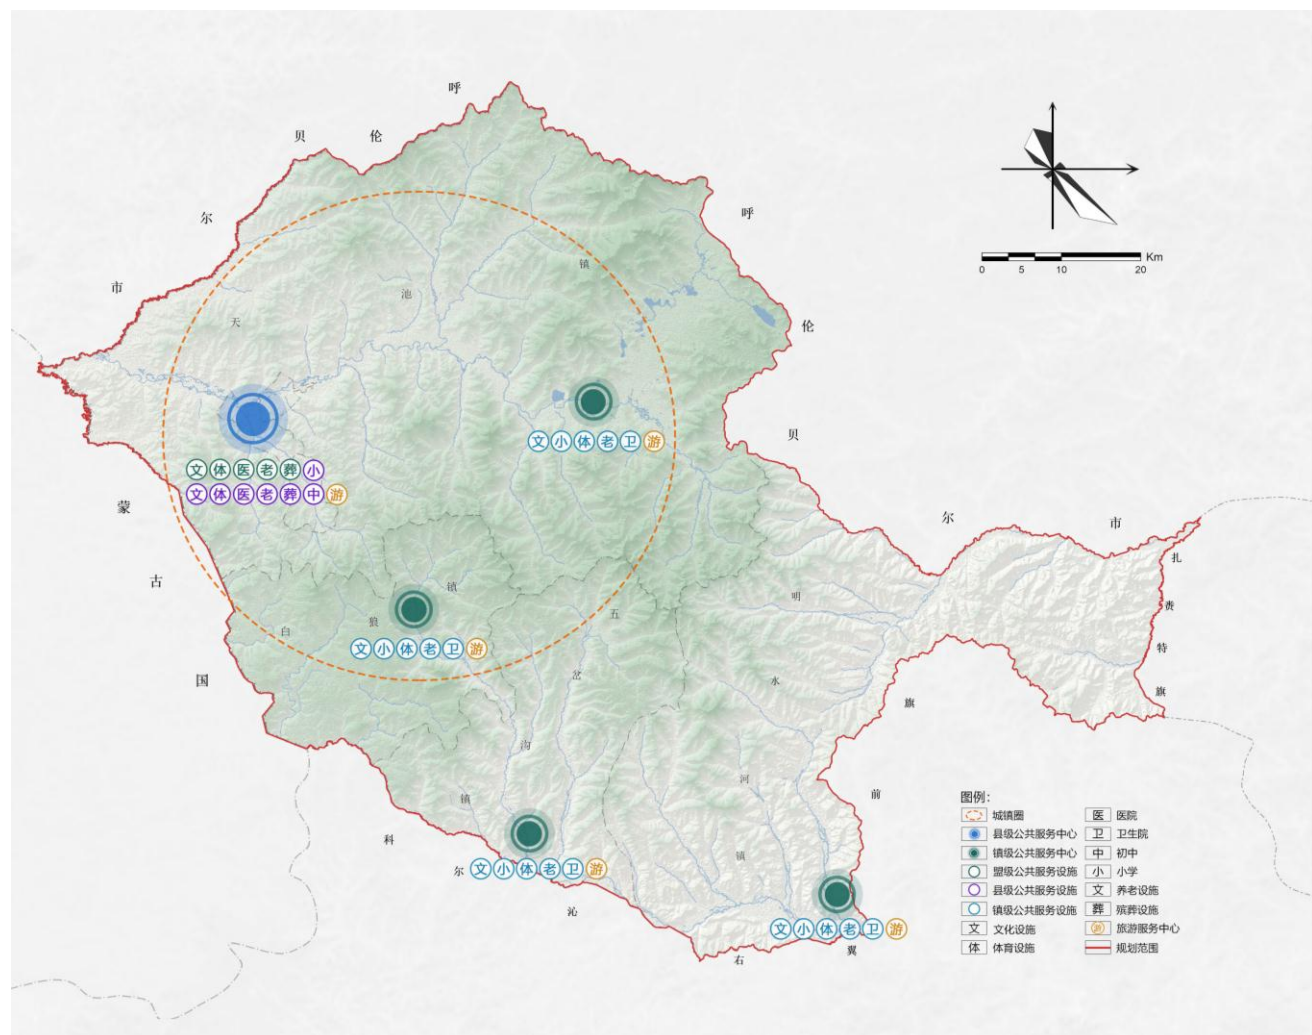 呼
伦
贝
尔
市
呼
伦
贝
尔
市
Km
0 5 10 20
镇
池
天
文小体老卫游
文体医老葬小
文体医老葬中游
蒙
古
国
扎
赉
特
旗
镇
狼
白
文小体老卫游
五
岔
沟
镇
明
水
河
镇
科
尔
沁
右
翼
前
旗
文小体老卫游
文小体老卫游
图例:
城镇圈
县级公共服务中心
镇级公共服务中心
盟级公共服务设施
县级公共服务设施
镇级公共服务设施
文 文化设施
体 体育设施
医 医院
卫 卫生院
中 初中
小 小学
文 养老设施
葬 殡葬设施
游 旅游服务中心
规划范围